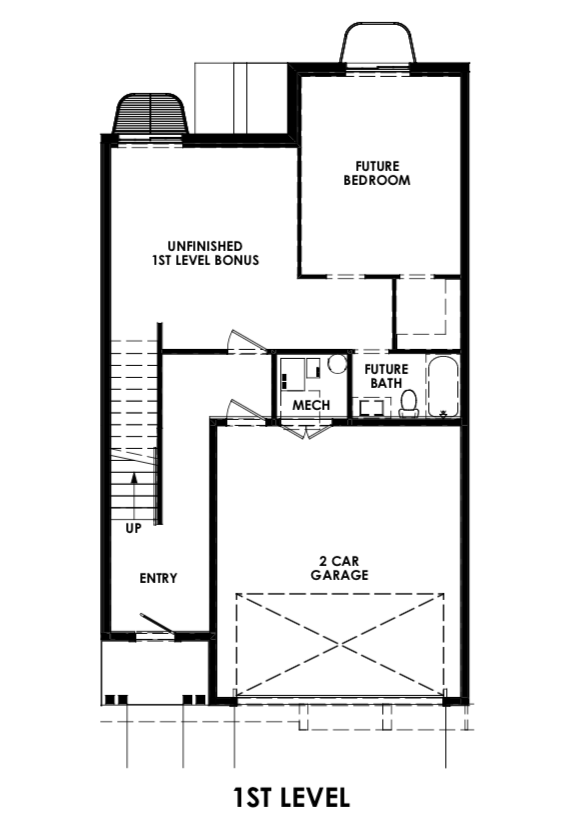 FUTURE
BEDROOM
UNFINISHED
1ST LEVEL BONUS
FUTURE
BATH
MECH
UP
ENTRY
2 CAR
GARAGE
1ST LEVEL